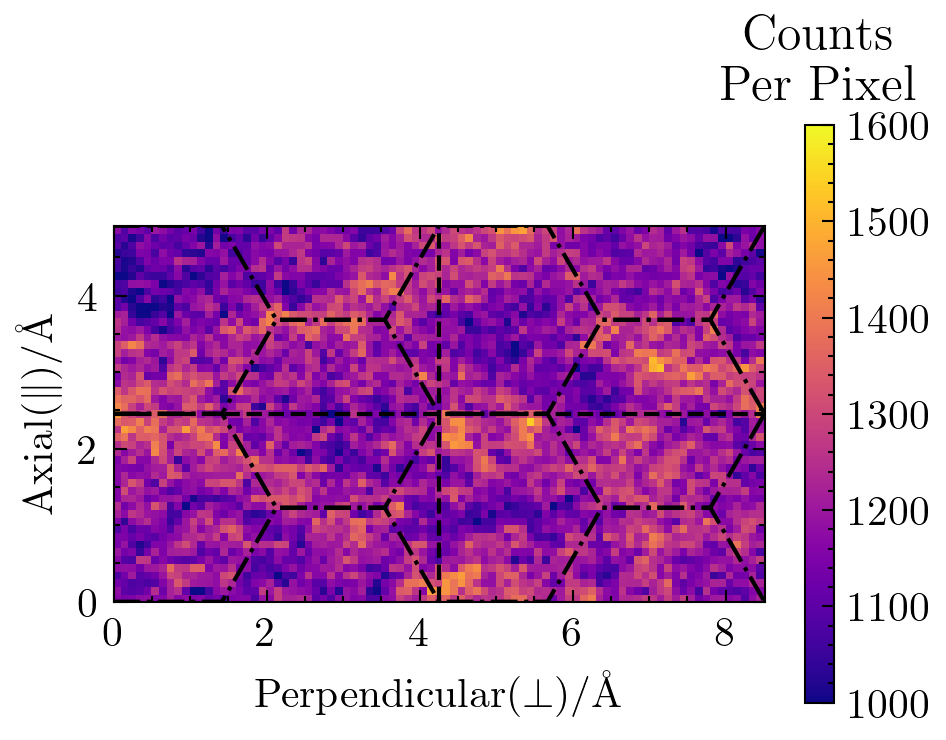 Counts
Per Pixel
1600
1500
1400
1300
1200
1100
1000
Axial(∥)/Å
4
2
0
0 2 4 6 8
Perpendicular(⊥)/Å